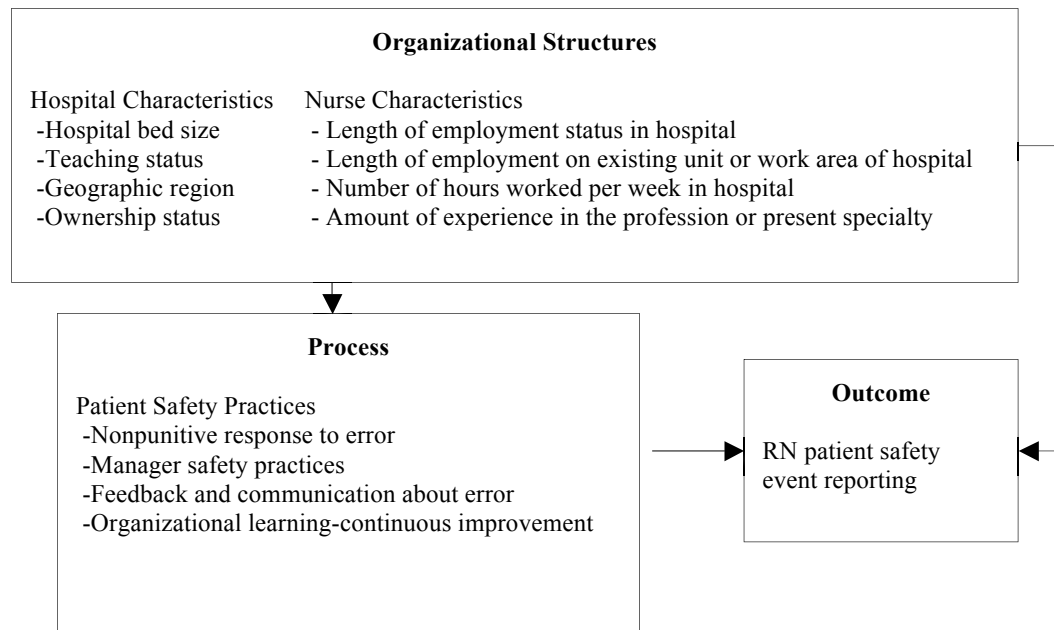 Organizational Structures
Hospital Characteristics
-Hospital bed size
-Teaching status
-Geographic region
-Ownership status
Nurse Characteristics
- Length of employment status in hospital
- Length of employment on existing unit or work area of hospital
- Number of hours worked per week in hospital
- Amount of experience in the profession or present specialty
Process
Patient Safety Practices
-Nonpunitive response to error
-Manager safety practices
-Feedback and communication about error
-Organizational learning-continuous improvement
Outcome
RN patient safety
event reporting